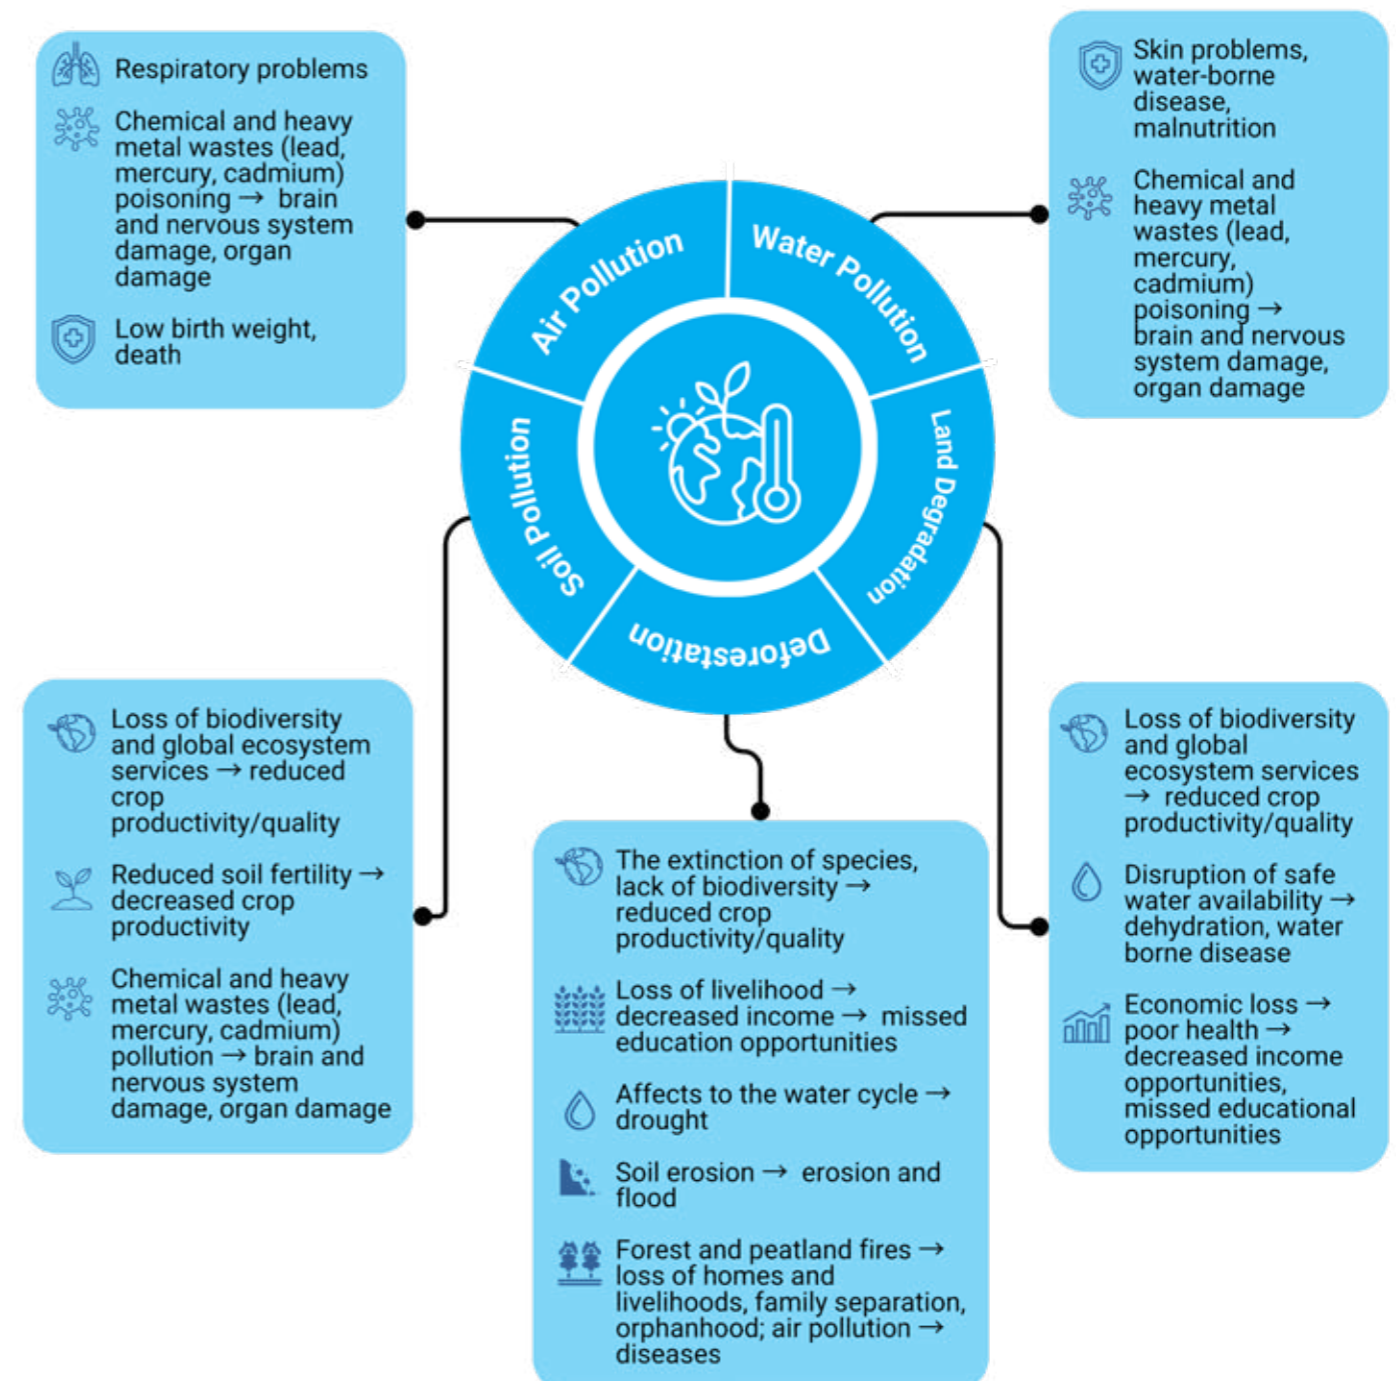 Respiratory problems
Chemical and heavy
metal wastes (lead,
mercury, cadmium)
poisoning → brain
and nervous system
damage, organ
damage
Low birth weight,
death
Skin problems,
water-borne
disease,
malnutrition
Chemical and
heavy metal
wastes (lead,
mercury,
cadmium)
poisoning →
brain and nervous
system damage,
organ damage
Air Pollution
Water Pollution
Land Degradation
Deforestation
Soil Pollution
Loss of biodiversity
and global ecosystem
services → reduced
crop
productivity/quality
Reduced soil fertility →
decreased crop
productivity
Chemical and heavy
metal wastes (lead,
mercury, cadmium)
pollution → brain and
nervous system
damage, organ damage
The extinction of species,
lack of biodiversity →
reduced crop
productivity/quality
Loss of livelihood →
decreased income → missed
education opportunities
Affects to the water cycle →
drought
Soil erosion → erosion and
flood
Forest and peatland fires →
loss of homes and
livelihoods, family separation,
orphanhood; air pollution →
diseases
Loss of biodiversity
and global
ecosystem services
→ reduced crop
productivity/quality
Disruption of safe
water availability →
dehydration, water
borne disease
Economic loss →
poor health →
decreased income
opportunities,
missed educational
opportunities